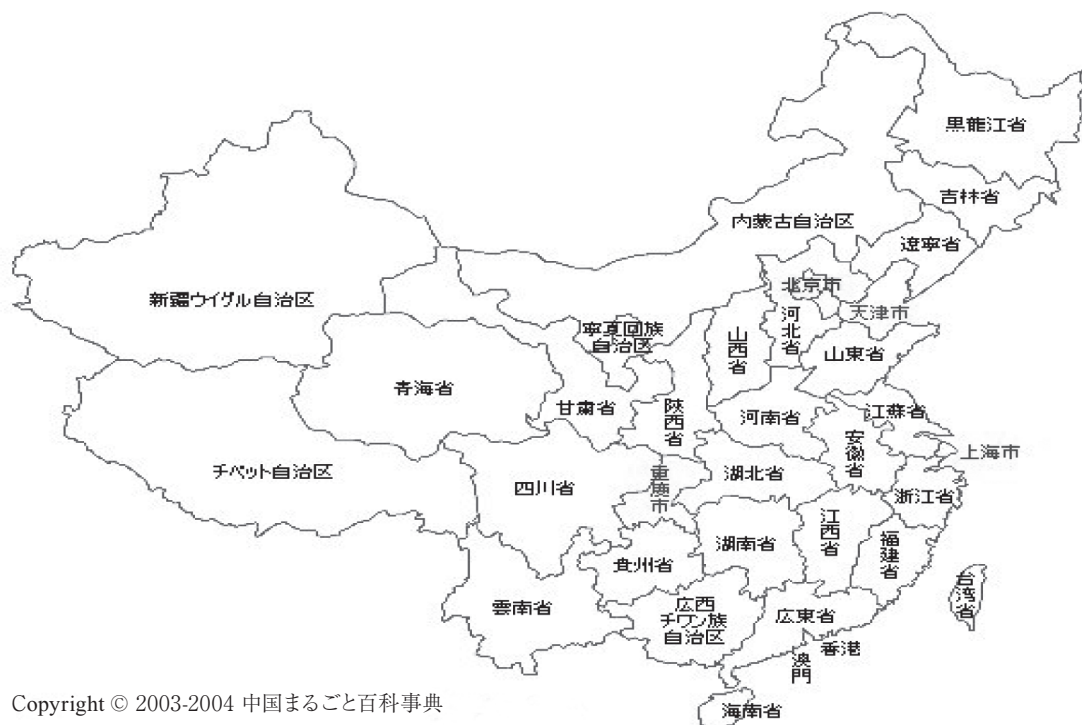 黒龍江省
吉林省
内蒙古自治区
遼寧省
北京市
新疆ウイグル自治区
天津市
河北省
寧夏回族
自治区
山西省
山東省
青海省
甘粛省
陝西省
河南省
江蘇省
安徽省
上海市
チベット自治区
四川省
重慶市
湖北省
浙江省
江西省
湖南省
福建省
貴州省
台湾省
雲南省
広西
チワン族
自治区
広東省
香港
澳門
海南省
Copyright © 2003-2004 中国まるごと百科事典